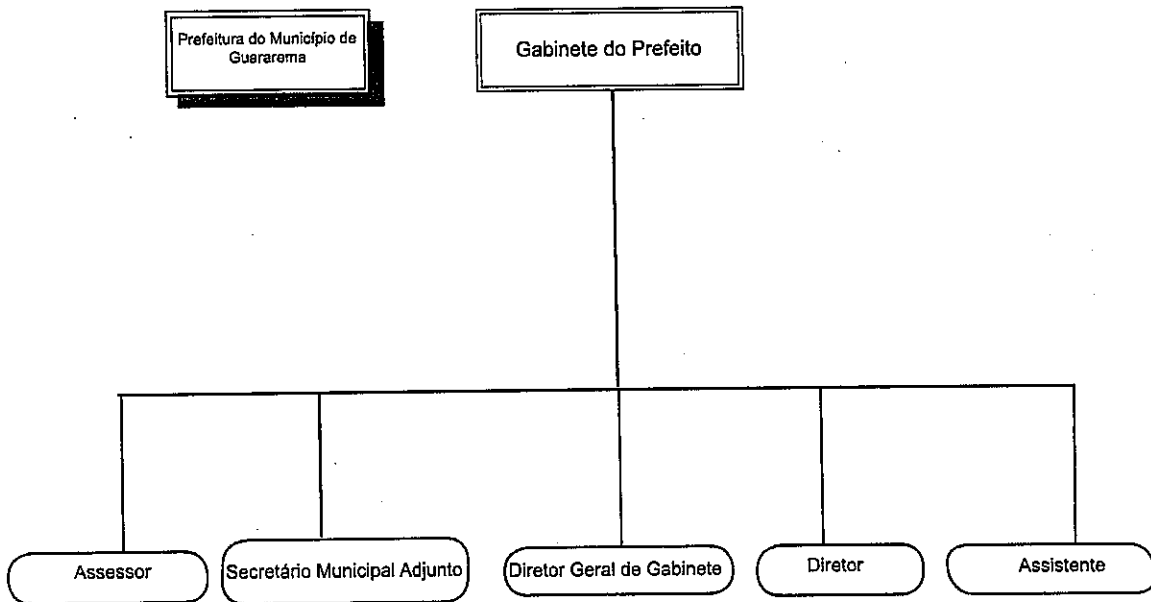 Prefeitura do Município de
Guararema
Gabinete do Prefeito
Assessor
Secretário Municipal Adjunto
Diretor Geral de Gabinete
Diretor
Assistente